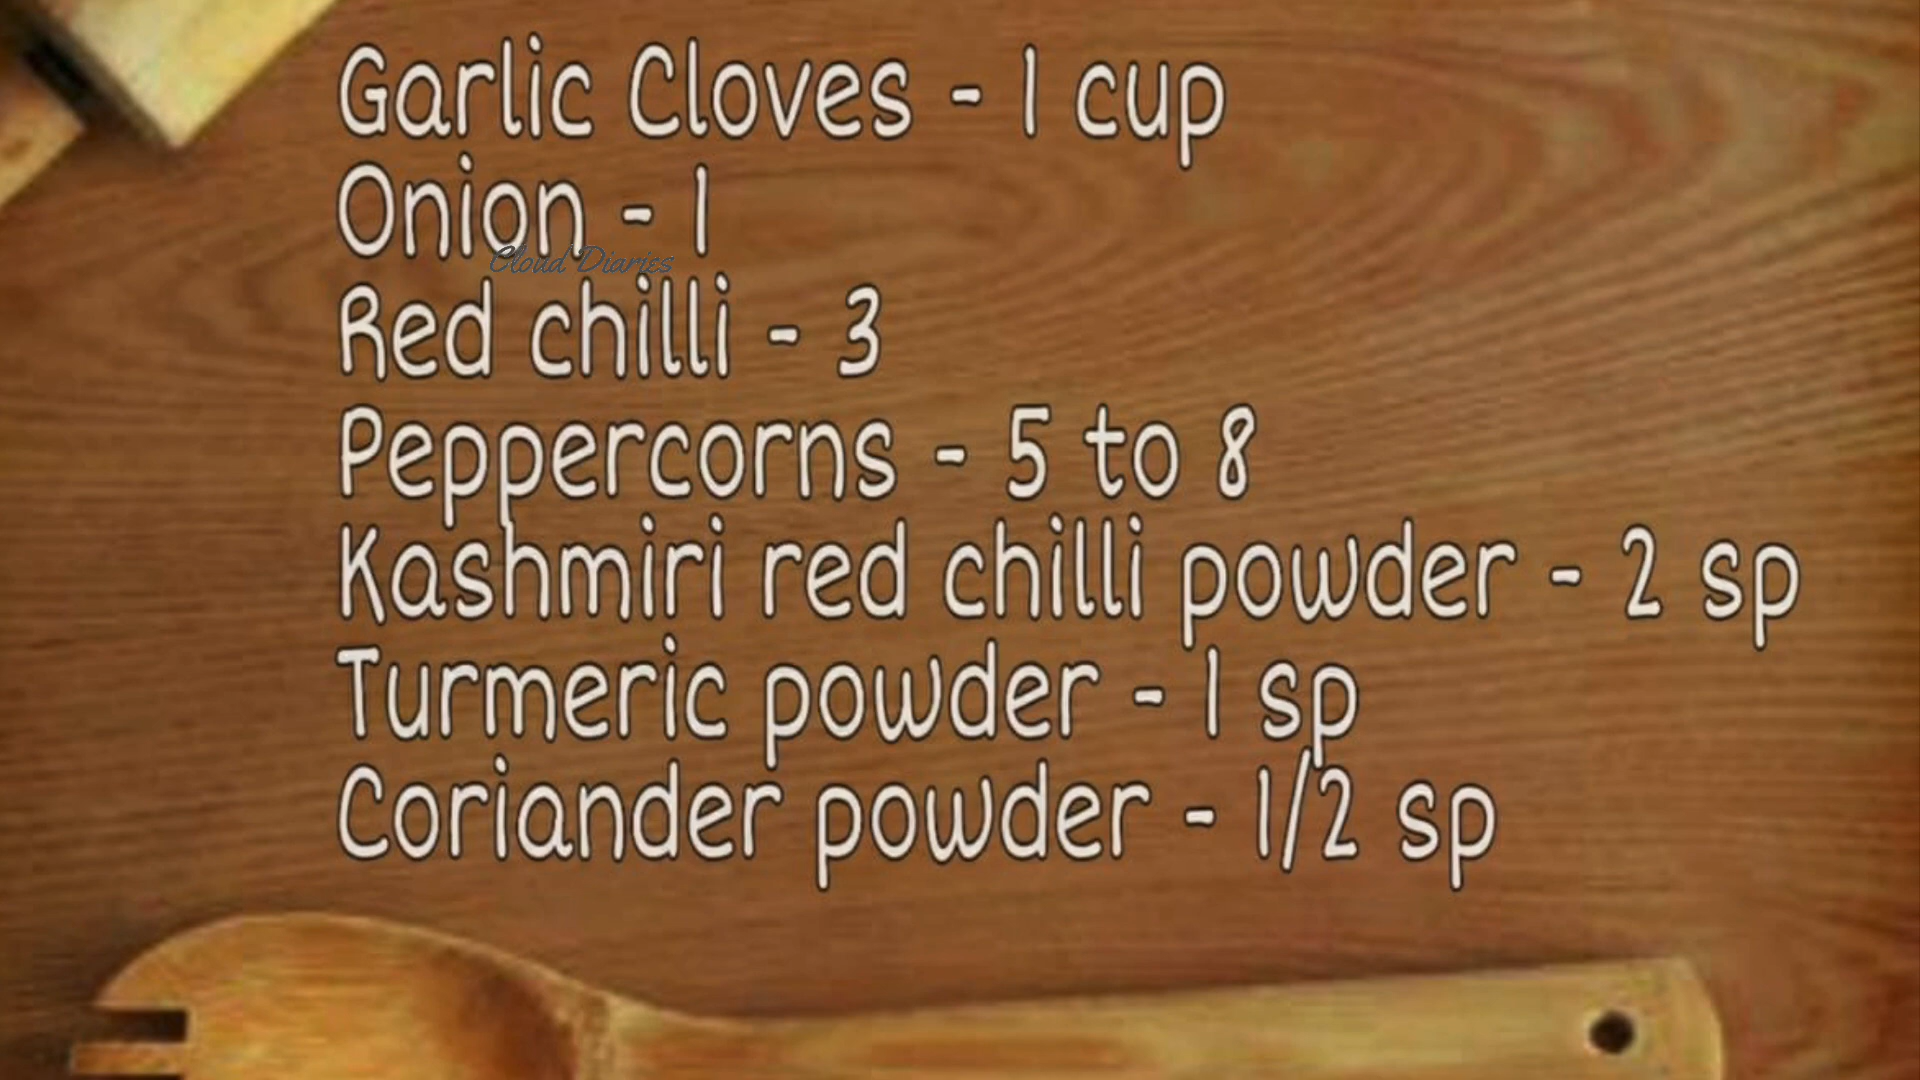 Garlic Cloves - 1 cup
Onion - 1
Cloud Diaries
Red chilli - 3
Peppercorns - 5 to 8
Kashmiri red chilli powder - 2 sp
Turmeric powder - 1 sp
Coriander powder - 1/2 sp